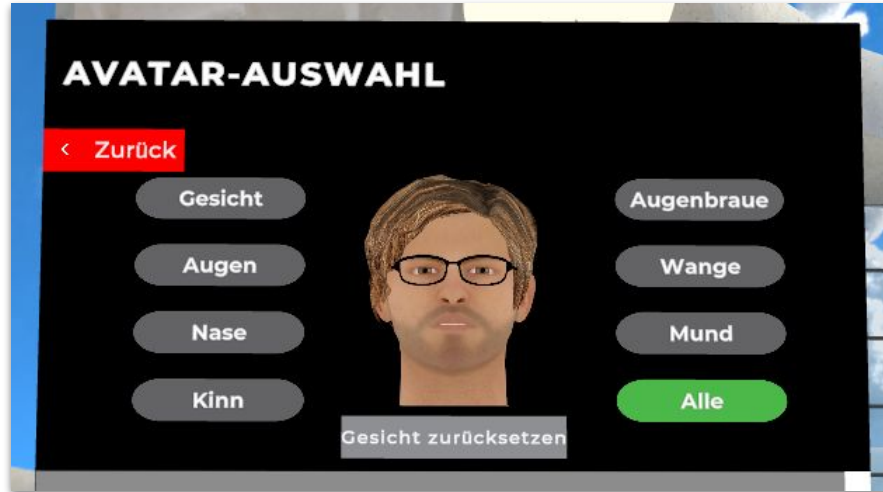 AVATAR-AUSWAHL
< Zurück
Gesicht
Augenbraue
Augen
Wange
Nase
Mund
Kinn
Alle
Gesicht zurücksetzen